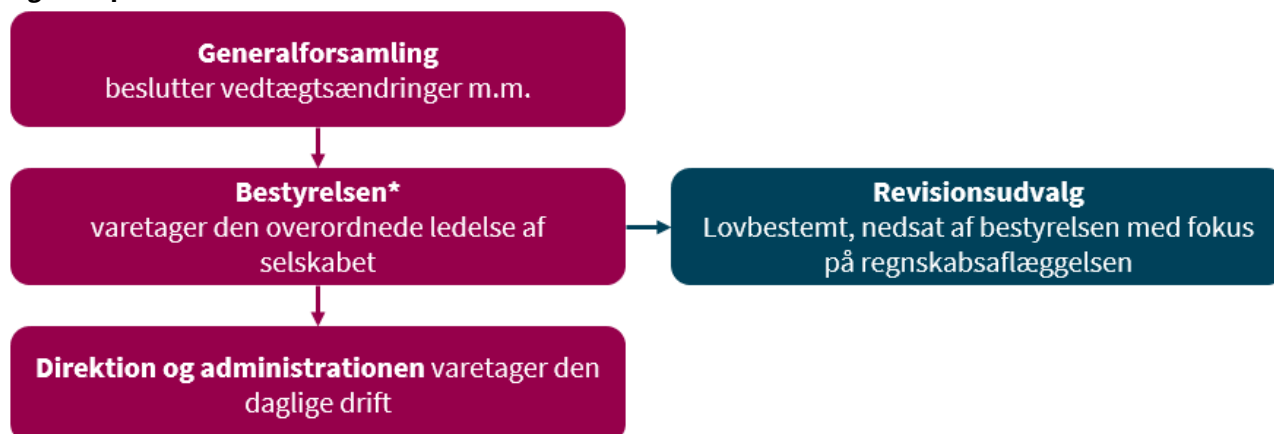 Generalforsamling
beslutter vedtægtsændringer m.m.
Bestyrelsen*
varetager den overordnede ledelse af
selskabet
Revisionsudvalg
Lovbestemt, nedsat af bestyrelsen med fokus
på regnskabsaflæggelsen
Direktion og administrationen varetager den
daglige drift